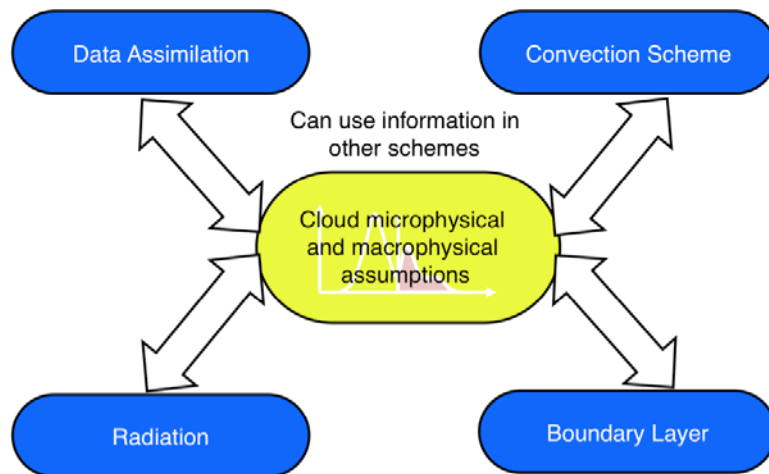 Data Assimilation
Convection Scheme
Can use information in
other schemes
Cloud microphysical
and macrophysical
assumptions
Radiation
Boundary Layer